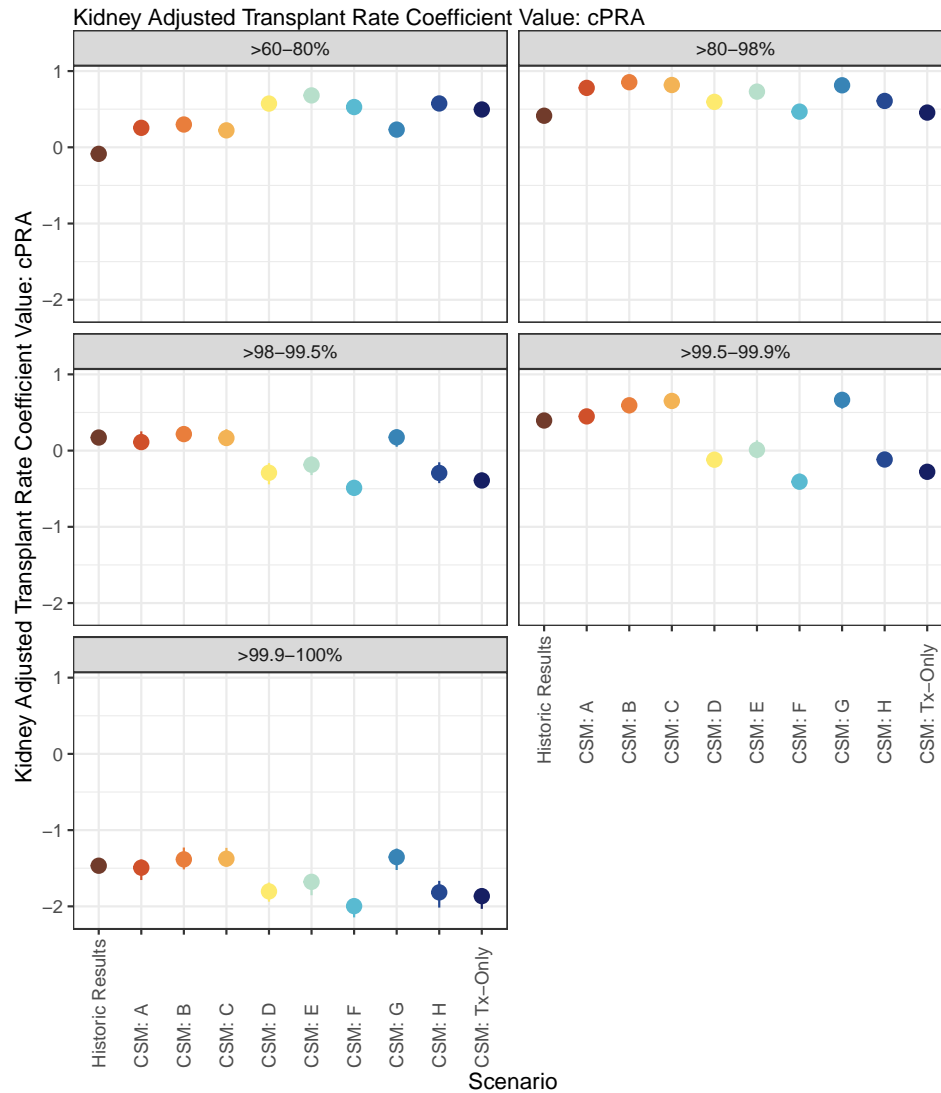 Kidney Adjusted Transplant Rate Coefficient Value: cPRA
Kidney Adjusted Transplant Rate Coefficient Value: cPRA
>60−80%
>80−98%
1
0
−1
−2
>98−99.5%
>99.5−99.9%
1
0
−1
−2
>99.9−100%
1
0
−1
−2
Historic Results
CSM: A
CSM: B
CSM: C
CSM: D
CSM: E
CSM: F
CSM: G
CSM: H
CSM: Tx−Only
Historic Results
CSM: A
CSM: B
CSM: C
CSM: D
CSM: E
CSM: F
CSM: G
CSM: H
CSM: Tx−Only
Scenario